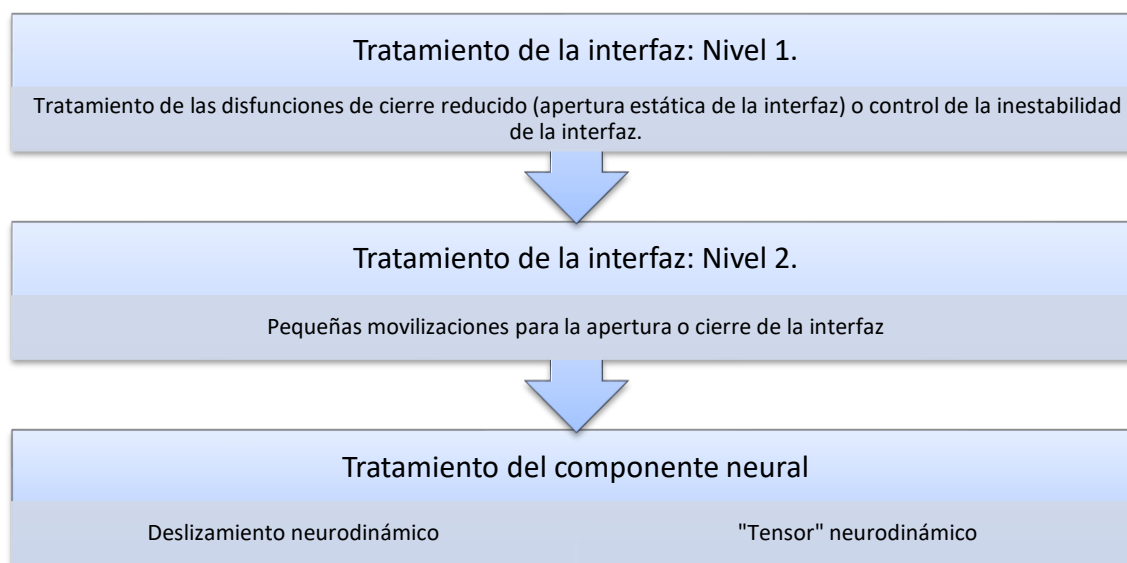 Tratamiento de la interfaz: Nivel 1.
Tratamiento de las disfunciones de cierre reducido (apertura estática de la interfaz) o control de la inestabilidad
de la interfaz.
Tratamiento de la interfaz: Nivel 2.
Pequeñas movilizaciones para la apertura o cierre de la interfaz
Tratamiento del componente neural
Deslizamiento neurodinámico
"Tensor" neurodinámico